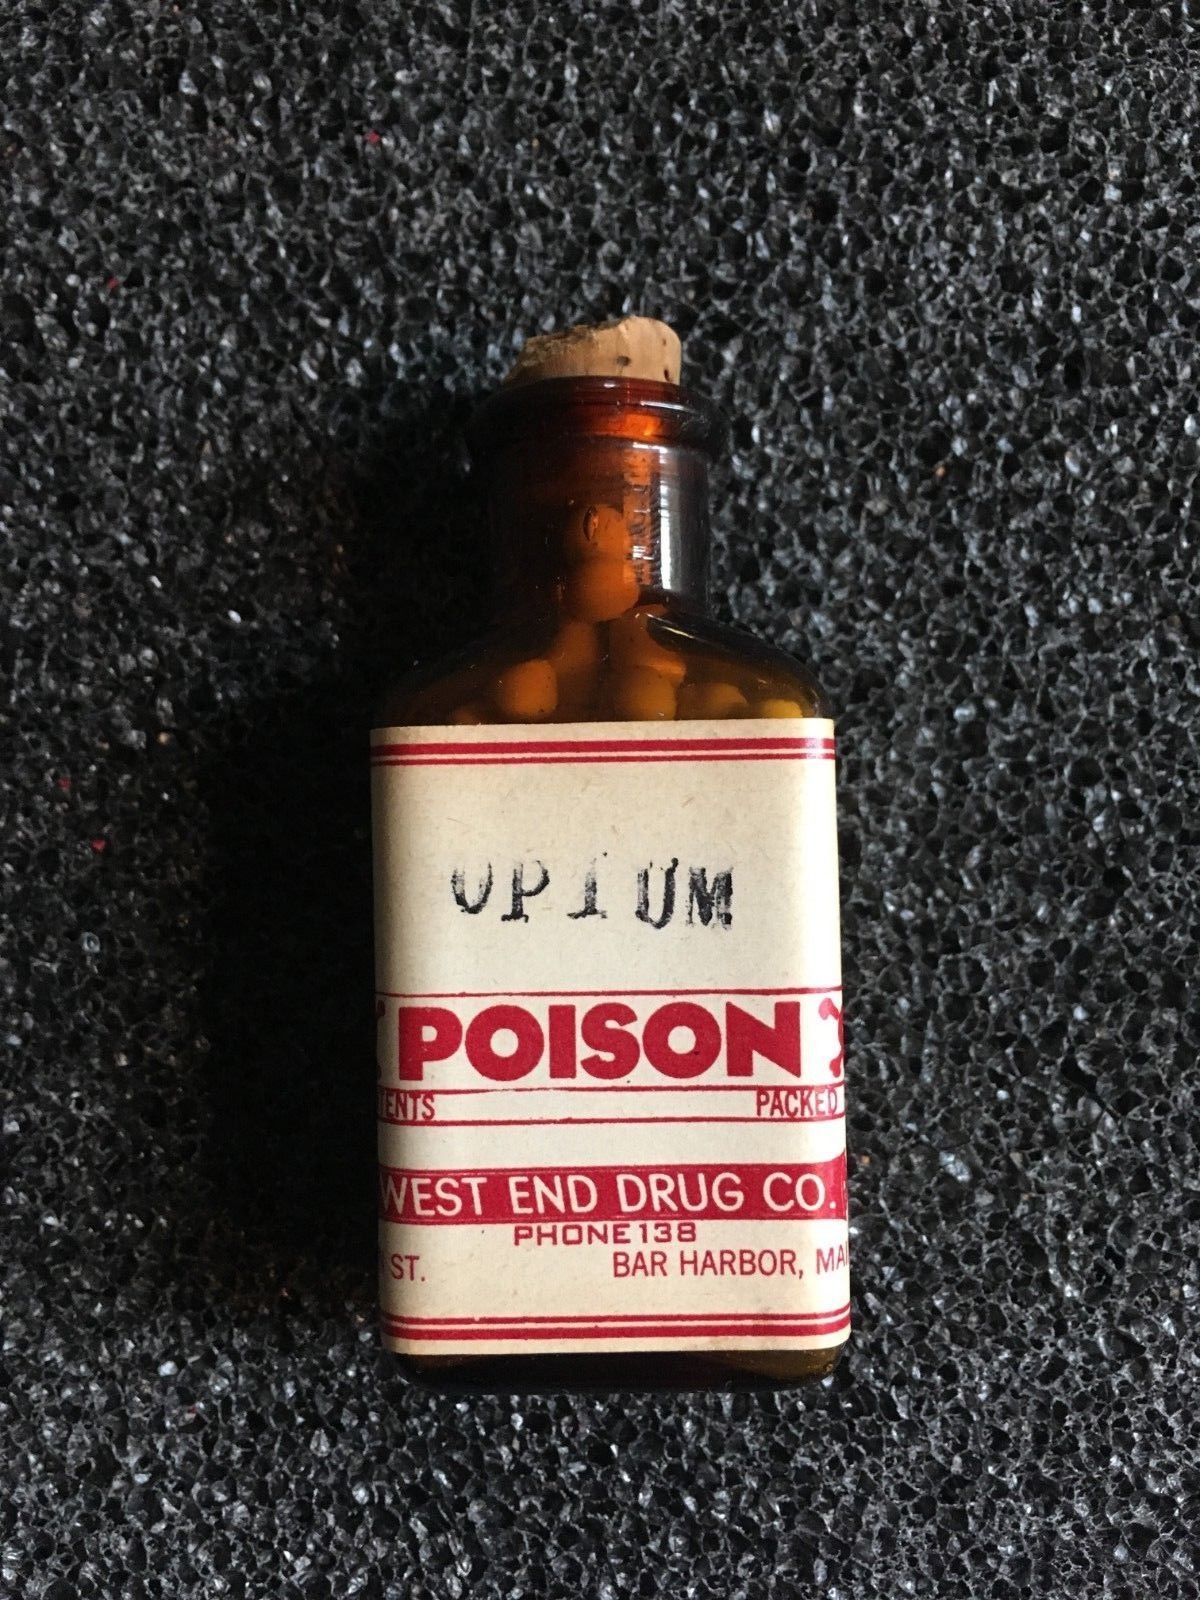 OPIUM
POISON
TENTS PACKED
WEST END DRUG CO.
PHONE 138
ST. BAR HARBOR, MAI